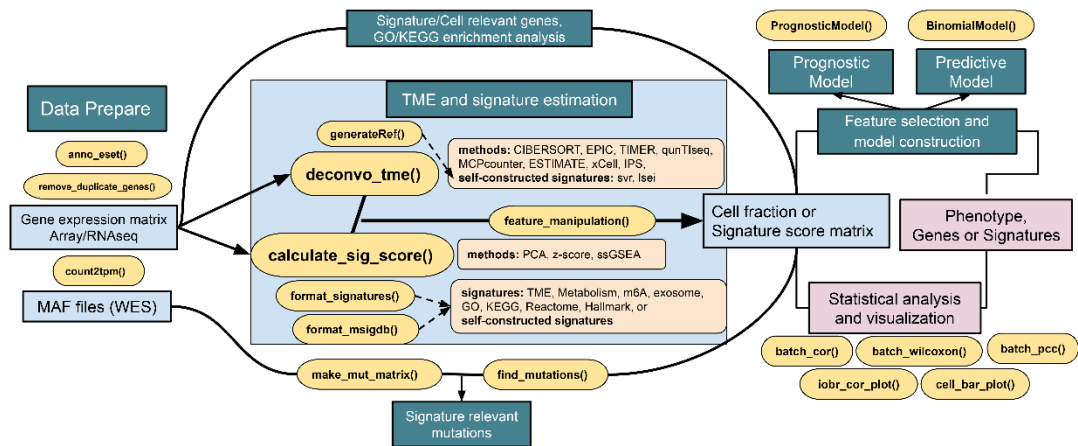 Signature/Cell relevant genes,
GO/KEGG enrichment analysis
PrognosticModel()
BinomialModel()
Prognostic
Model
Predictive
Model
Data Prepare
TME and signature estimation
Feature selection and
model construction
anno_eset()
remove_duplicate_genes()
Gene expression matrix
Array/RNAseq
count2tpm()
MAF files (WES)
generateRef()
deconvo_tme()
methods: CIBERSORT, EPIC, TIMER, qunTIseq,
MCPcounter, ESTIMATE, xCell, IPS,
self-constructed signatures: svr, lsei
feature_manipulation()
calculate_sig_score()
methods: PCA, z-score, ssGSEA
format_signatures()
format_msigdb()
signatures: TME, Metabolism, m6A, exosome,
GO, KEGG, Reactome, Hallmark, or
self-constructed signatures
Cell fraction or
Signature score matrix
Phenotype,
Genes or Signatures
Statistical analysis
and visualization
batch_cor()
batch_wilcoxon()
batch_pcc()
iobr_cor_plot()
cell_bar_plot()
make_mut_matrix()
find_mutations()
Signature relevant
mutations